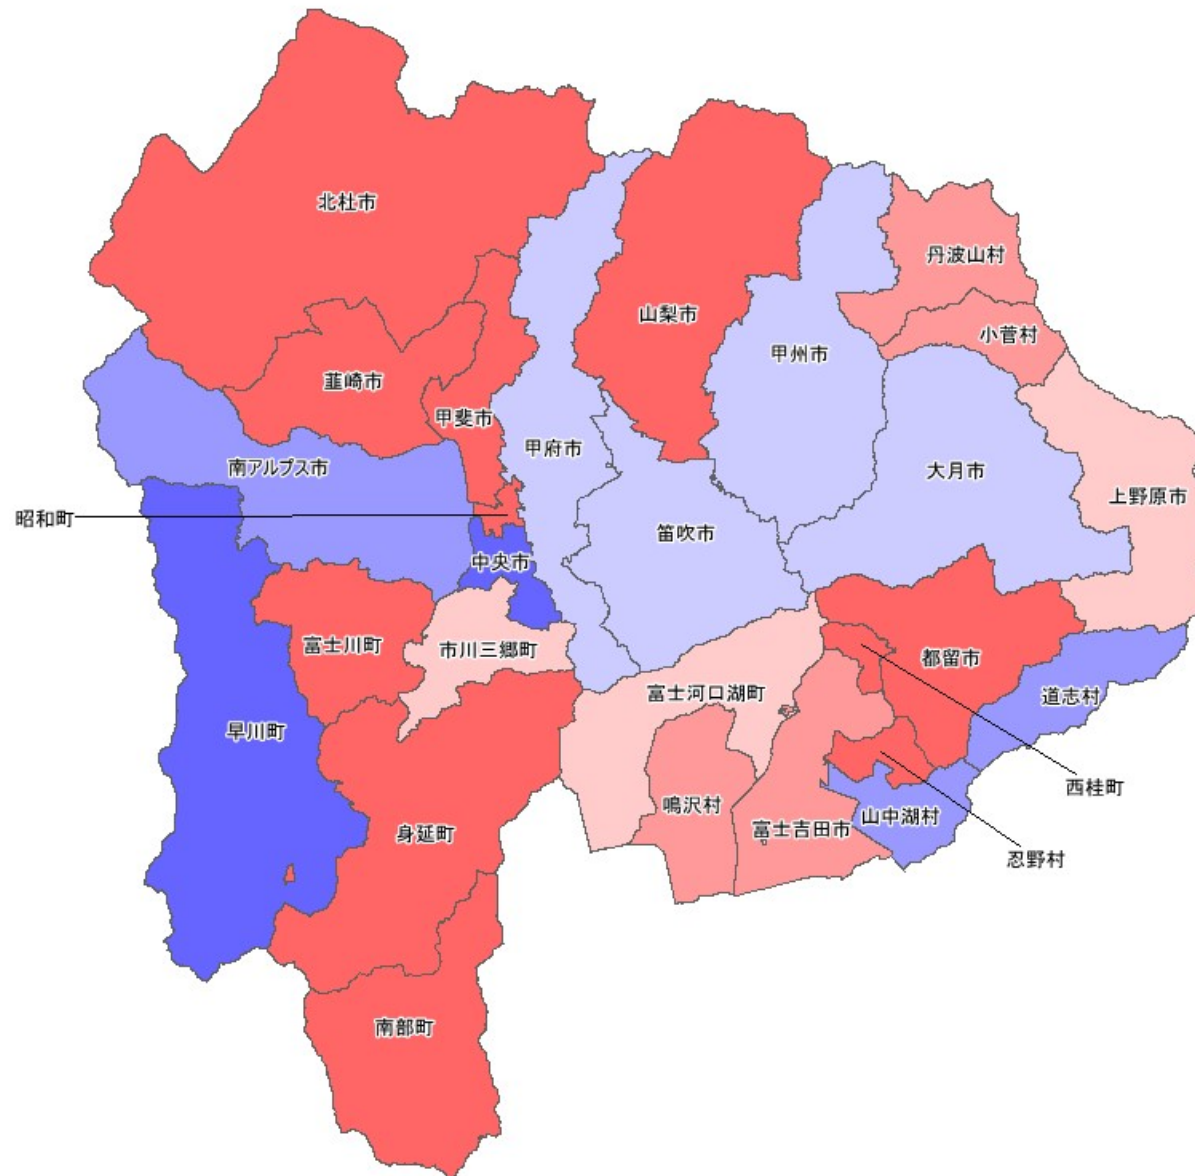 北杜市
丹波山村
山梨市
小菅村
甲州市
韮崎市
甲斐市
甲府市
南アルプス市
大月市
上野原市
昭和町
笛吹市
中央市
富士川町
市川三郷町
都留市
富士河口湖町
道志村
早川町
西桂町
鳴沢村
山中湖村
富士吉田市
身延町
忍野村
南部町